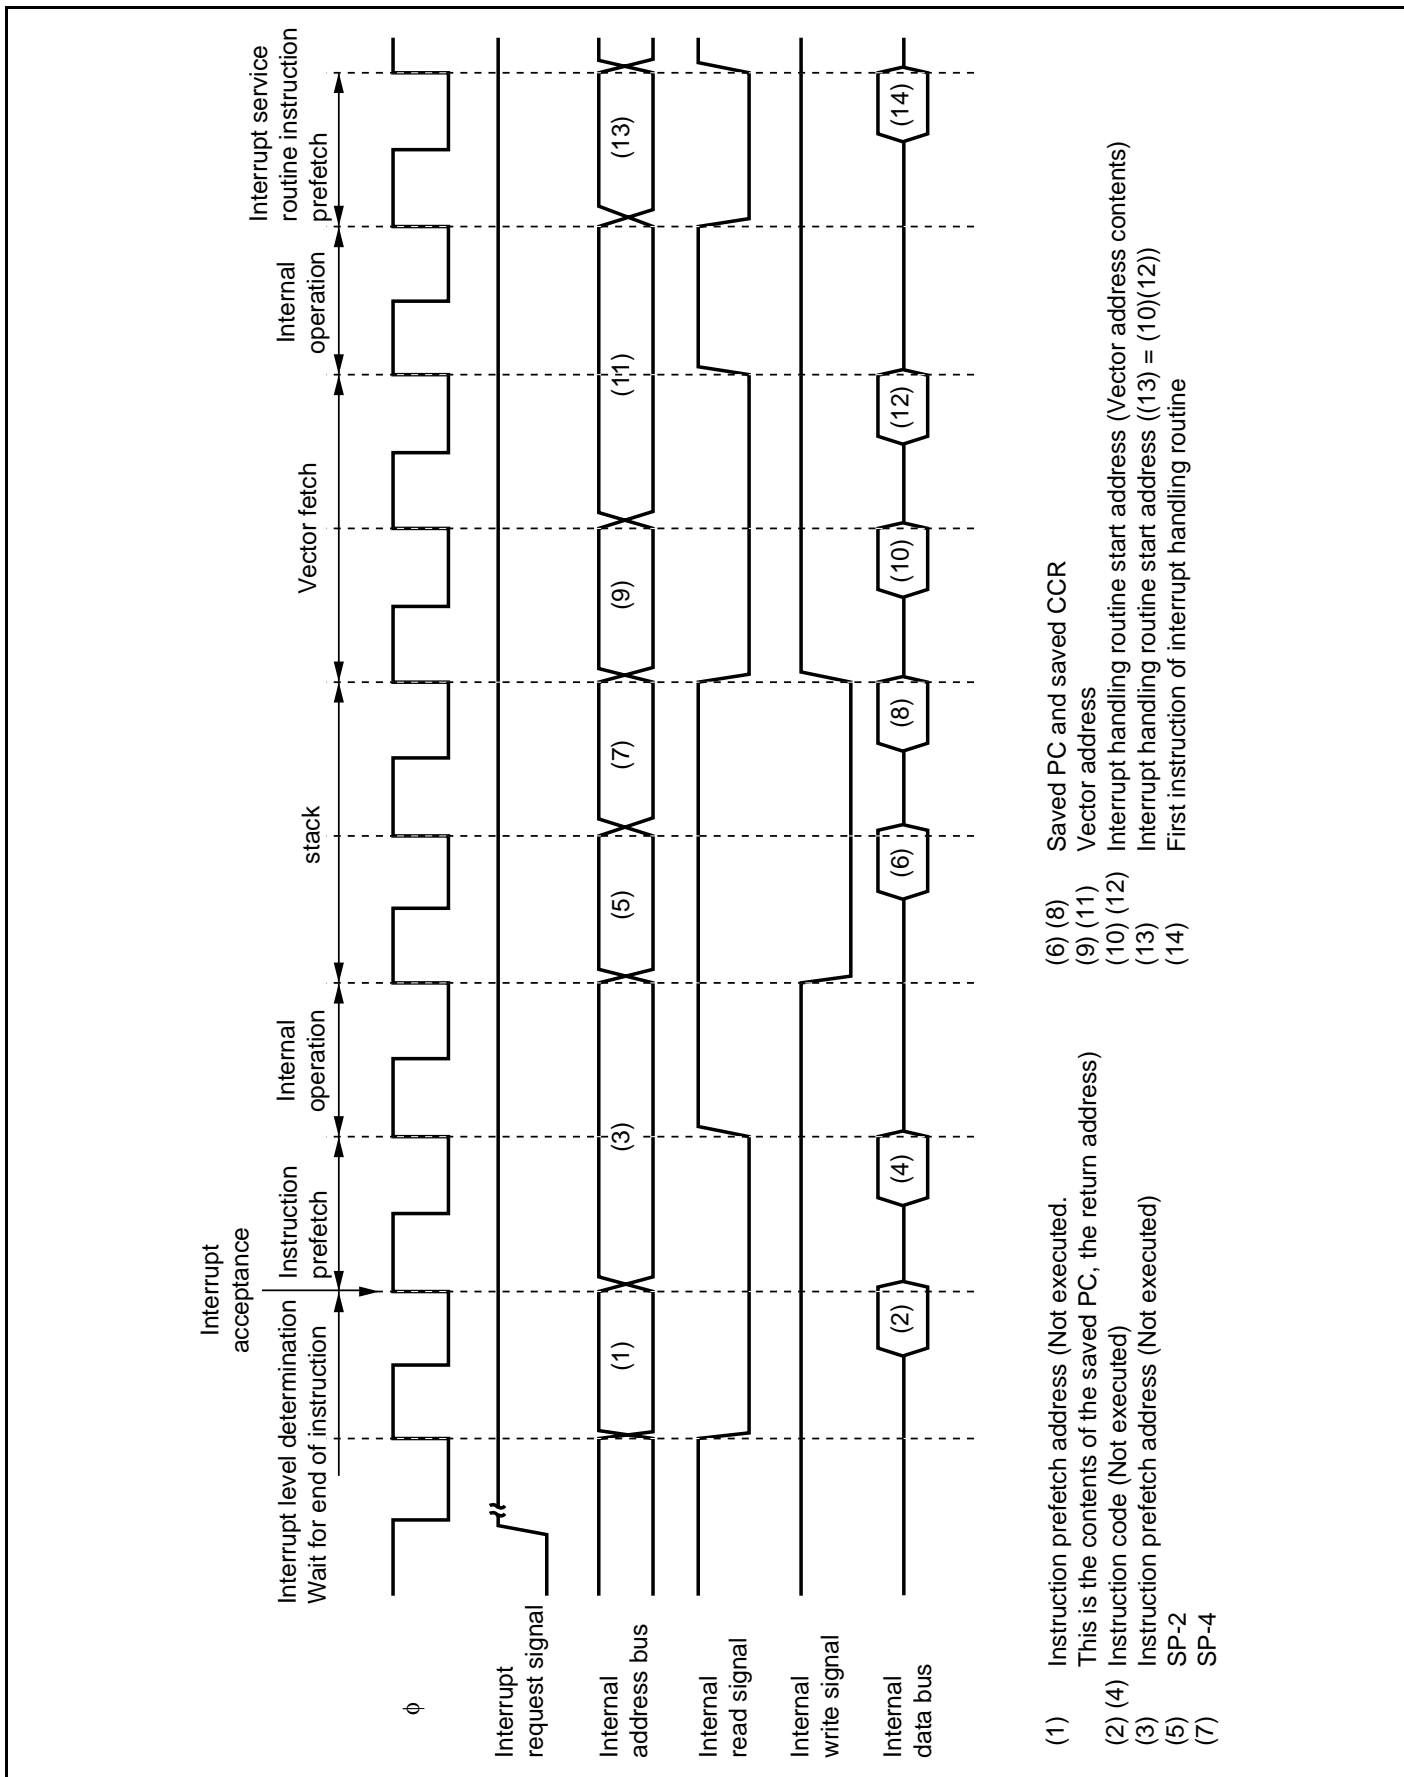 Interrupt
acceptance
Interrupt level determination
Wait for end of instruction
Instruction
prefetch
Internal
operation
stack
Vector fetch
Internal
operation
Interrupt service
routine instruction
prefetch
ϕ
Interrupt
request signal
Internal
address bus
(1)
(3)
(5)
(7)
(9)
(11)
(13)
Internal
read signal
Internal
write signal
Internal
data bus
(2)
(4)
(6)
(8)
(10)
(12)
(14)
(1) Instruction prefetch address (Not executed.
This is the contents of the saved PC, the return address)
(2) (4) Instruction code (Not executed)
(3) Instruction prefetch address (Not executed)
(5) SP-2
(7) SP-4
(6) (8) Saved PC and saved CCR
(9) (11) Vector address
(10) (12) Interrupt handling routine start address (Vector address contents)
(13) Interrupt handling routine start address ((13) = (10)(12))
(14) First instruction of interrupt handling routine